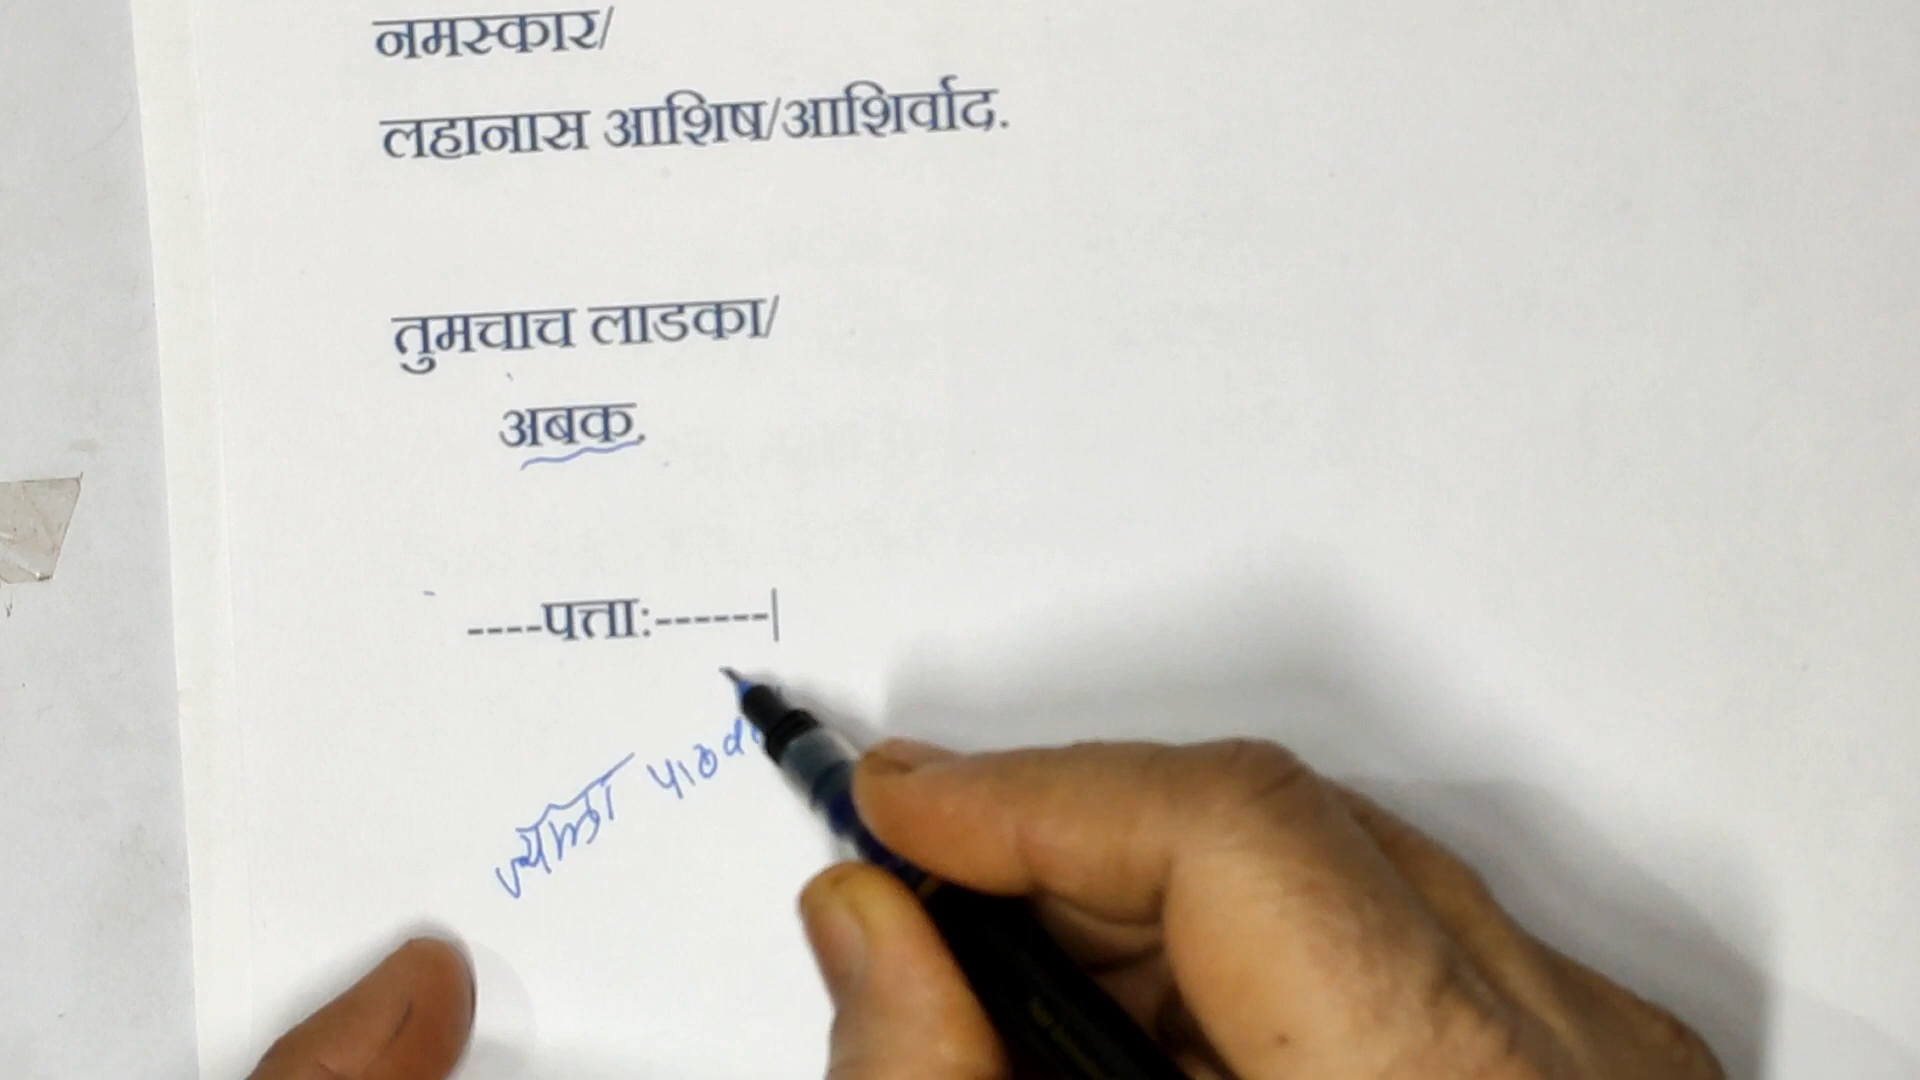 नमस्कार/
लहानास आशिष/आशिर्वाद.
तुमचाच लाडका/
अबक.
----पत्ता:------|
ज्याला